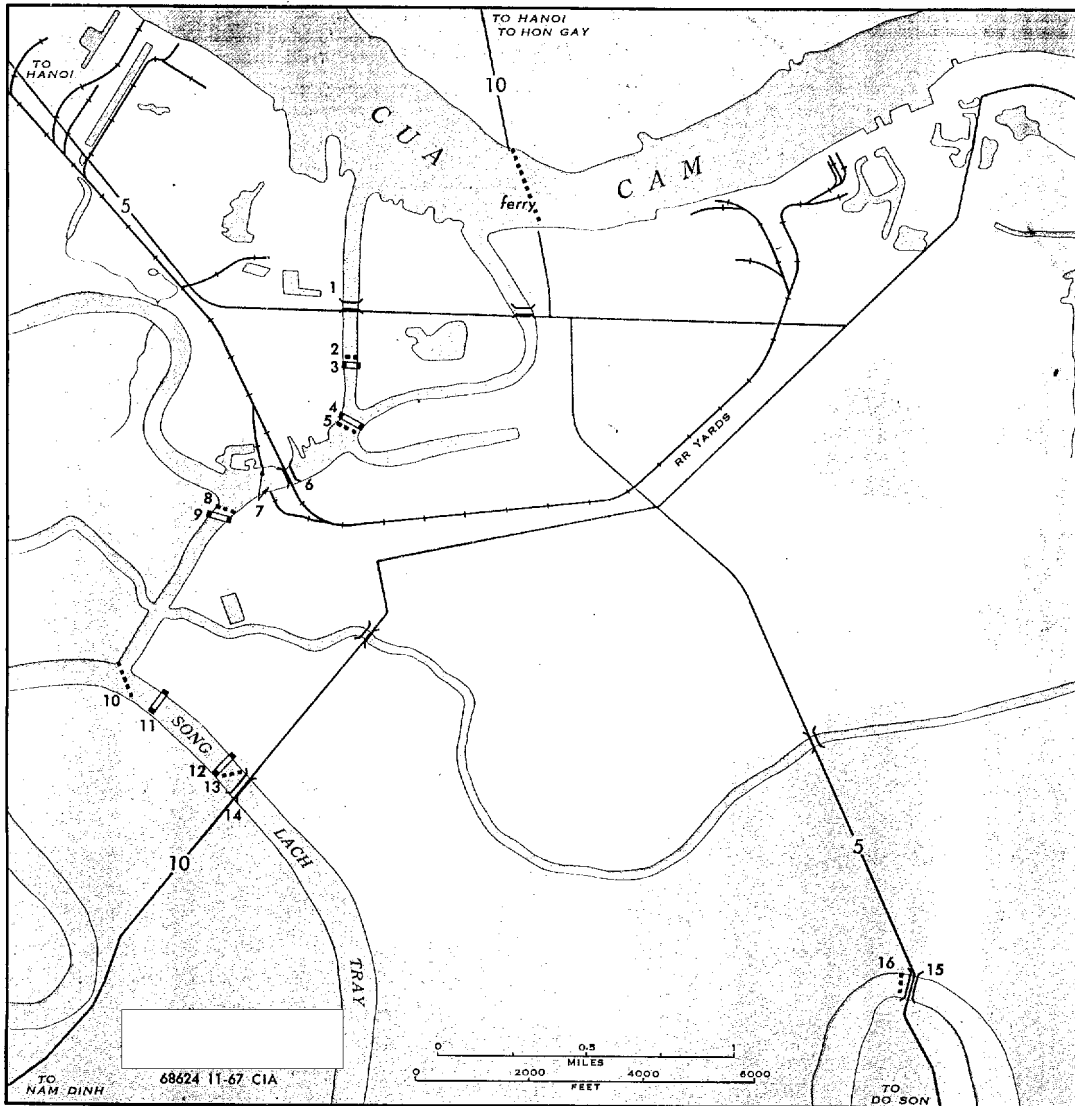 TO HANOI
TO HON GAY
TO
HANOI
10
CUA
CAM
5
ferry
1
2
3
4
5
RR YARDS
6
7
8
9
10
11
SONG
12
13
14
LACH
10
5
TRAY
16
15
0
0.5
1
MILES
0
2000
4000
6000
FEET
68624 11-67 CIA
TO
NAM DINH
TO
DO SON